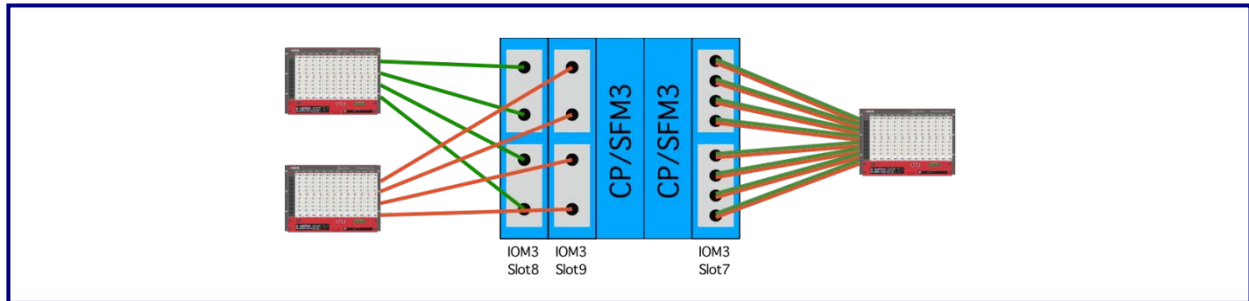 CP/SFM3
CP/SFM3
IOM3
Slot8
IOM3
Slot9
IOM3
Slot7